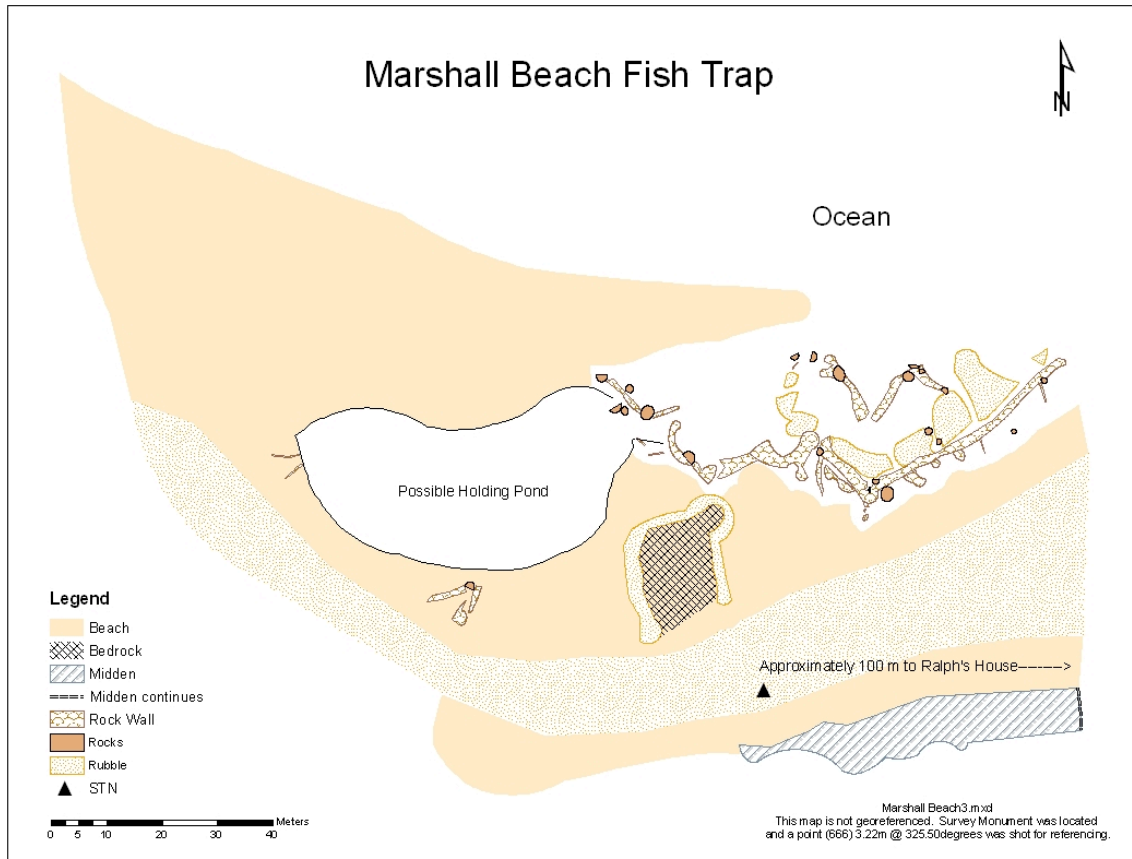 Marshall Beach Fish Trap
N
Ocean
Possible Holding Pond
Approximately 100 m to Ralph's House------->
Legend
Beach
Bedrock
Midden
Midden continues
Rock Wall
Rocks
Rubble
STN
Meters
0 5 10 20 30 40
Marshall Beach3.mxd
This map is not georeferenced. Survey Monument was located
and a point (666) 3.22m @ 325.50degrees was shot for referencing.